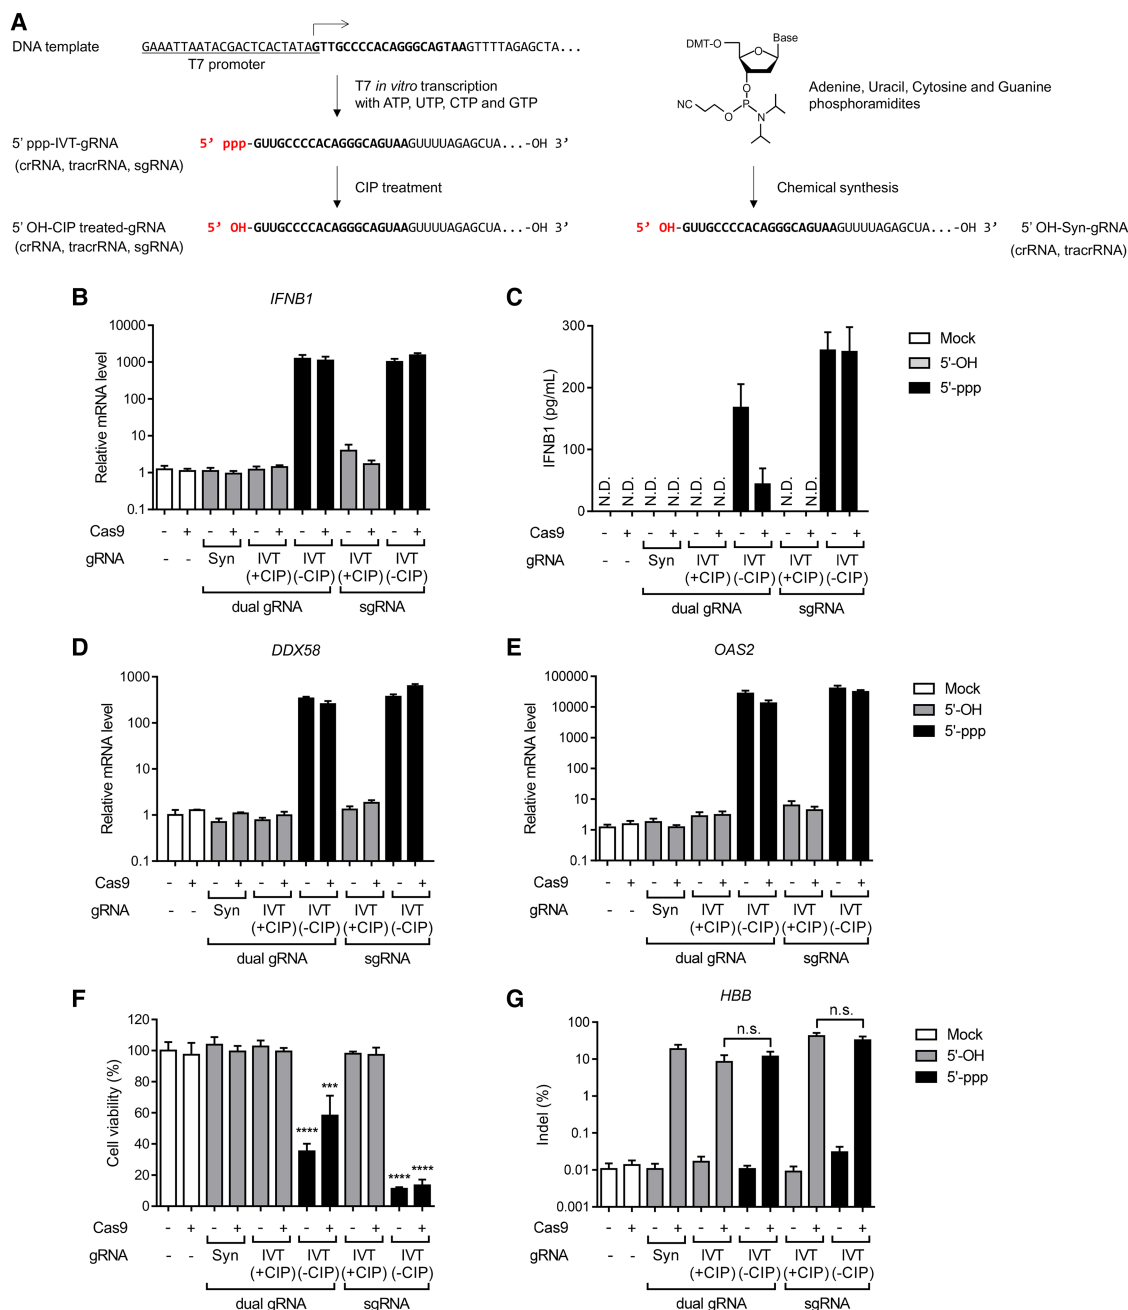 A
DNA template
GAAATTAATACGACTCACTATAGTTGCCCCACAGGGCAGTAAGTTTTAGAGCTA...
T7 promoter
T7 in vitro transcription
with ATP, UTP, CTP and GTP
5’ ppp-IVT-gRNA
(crRNA, tracrRNA, sgRNA)
5’ ppp-GUUGCCCCACAGGGCAGUAAGUUUUAGAGCUA...-OH 3’
CIP treatment
5’ OH-CIP treated-gRNA
(crRNA, tracrRNA, sgRNA)
5’ OH-GUUGCCCCACAGGGCAGUAAGUUUUAGAGCUA...-OH 3’
DMT-O
Base
O
O
NC
O
P
N
Adenine, Uracil, Cytosine and Guanine
phosphoramidites
Chemical synthesis
5’ OH-GUUGCCCCACAGGGCAGUAAGUUUUAGAGCUA...-OH 3’
5’ OH-Syn-gRNA
(crRNA, tracrRNA)
B
IFNB1
Relative mRNA level
10000
1000
100
10
1
0.1
Cas9 - + - + - + - + - + - +
gRNA - - Syn IVT IVT IVT IVT
(+CIP) (-CIP) (+CIP) (-CIP)
dual gRNA sgRNA
C
IFNB1 (pg/mL)
300
200
100
0
N.D. N.D. N.D. N.D. N.D. N.D. N.D. N.D.
Cas9 - + - + - + - + - + - +
gRNA - - Syn IVT IVT IVT IVT
(+CIP) (-CIP) (+CIP) (-CIP)
dual gRNA sgRNA
Mock
5'-OH
5'-ppp
D
DDX58
Relative mRNA level
1000
100
10
1
0.1
Cas9 - + - + - + - + - + - +
gRNA - - Syn IVT IVT IVT IVT
(+CIP) (-CIP) (+CIP) (-CIP)
dual gRNA sgRNA
E
OAS2
Relative mRNA level
100000
10000
1000
100
10
1
0.1
Cas9 - + - + - + - + - + - +
gRNA - - Syn IVT IVT IVT IVT
(+CIP) (-CIP) (+CIP) (-CIP)
dual gRNA sgRNA
Mock
5'-OH
5'-ppp
F
Cell viability (%)
120
100
80
60
40
20
0
**** *** **** ****
Cas9 - + - + - + - + - + - +
gRNA - - Syn IVT IVT IVT IVT
(+CIP) (-CIP) (+CIP) (-CIP)
dual gRNA sgRNA
G
HBB
Indel (%)
100
10
1
0.1
0.01
0.001
n.s. n.s.
Cas9 - + - + - + - + - + - +
gRNA - - Syn IVT IVT IVT IVT
(+CIP) (-CIP) (+CIP) (-CIP)
dual gRNA sgRNA
Mock
5'-OH
5'-ppp